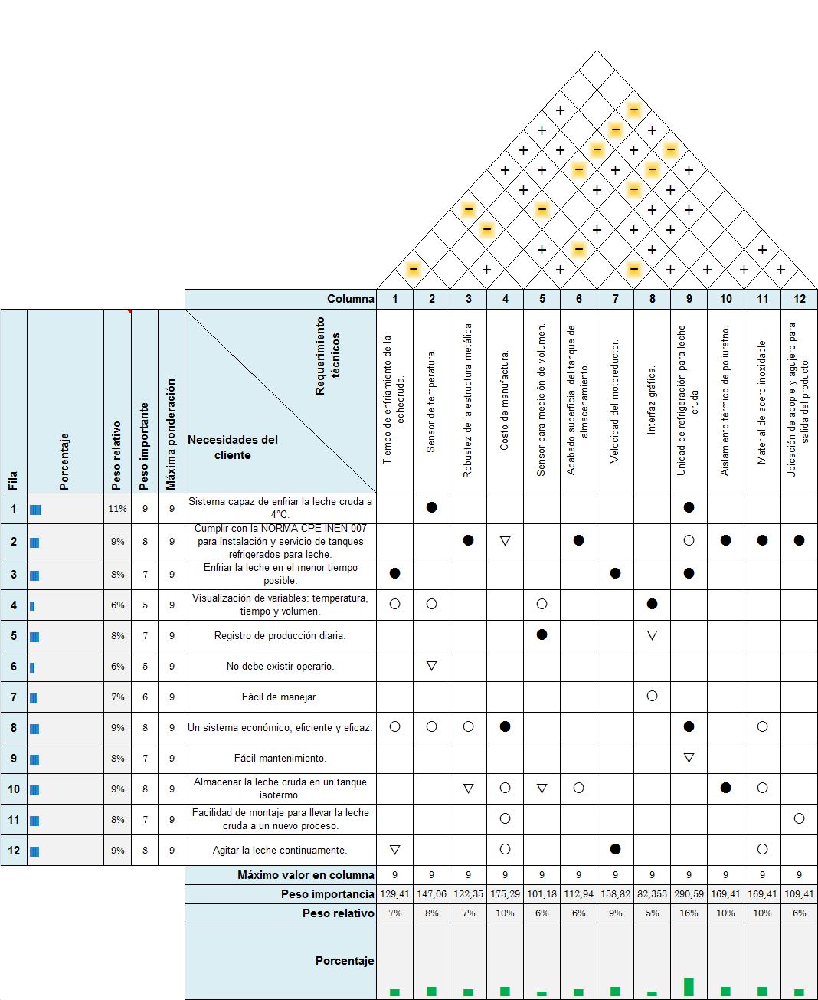 + −
+ − +
+ + − + −
+ + − + − +
+ + − +
− − + +
− + + +
+ − + +
− + + − + + + +
Columna 1 2 3 4 5 6 7 8 9 10 11 12
Fila
Porcentaje
Peso relativo
Peso importante
Máxima ponderación
Requerimiento
técnicos
Necesidades del
cliente
Tiempo de enfriamiento de la
lechecruda.
Sensor de temperatura.
Robustez de la estructura metálica
Costo de manufactura.
Sensor para medición de volumen.
Acabado superficial del tanque de
almacenamiento.
Velocidad del motoreductor.
Interfaz gráfica.
Unidad de refrigeración para leche
cruda.
Aislamiento térmico de poliuretno.
Material de acero inoxidable.
Ubicación de acople y agujero para
salida del producto.
1 11% 9 9 Sistema capaz de enfriar la leche cruda a
4°C. ● ●
2 9% 8 9 Cumplir con la NORMA CPE INEN 007
para Instalación y servicio de tanques
refrigerados para leche. ● ▽ ● ○ ● ● ●
3 8% 7 9 Enfriar la leche en el menor tiempo
posible. ● ● ●
4 6% 5 9 Visualización de variables: temperatura,
tiempo y volumen. ○ ○ ○ ●
5 8% 7 9 Registro de producción diaria. ● ▽
6 6% 5 9 No debe existir operario. ▽
7 7% 6 9 Fácil de manejar. ○
8 9% 8 9 Un sistema económico, eficiente y eficaz. ○ ○ ○ ● ● ○
9 8% 7 9 Fácil mantenimiento. ▽
10 9% 8 9 Almacenar la leche cruda en un tanque
isotermo. ▽ ○ ▽ ○ ● ○
11 8% 7 9 Facilidad de montaje para llevar la leche
cruda a un nuevo proceso. ○ ○
12 9% 8 9 Agitar la leche continuamente. ▽ ○ ● ○
Máximo valor en columna 9 9 9 9 9 9 9 9 9 9 9 9
Peso importancia 129,41 147,06 122,35 175,29 101,18 112,94 158,82 82,353 290,59 169,41 169,41 109,41
Peso relativo 7% 8% 7% 10% 6% 6% 9% 5% 16% 10% 10% 6%
Porcentaje